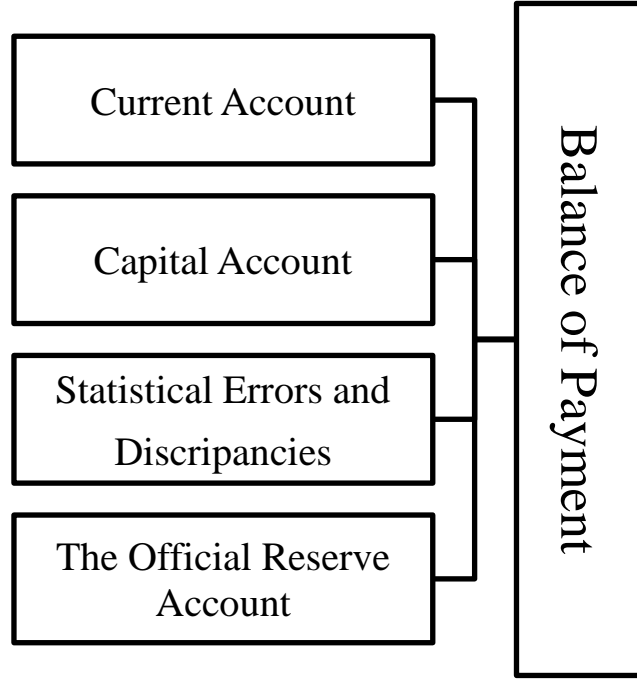 Current Account
Capital Account
Statistical Errors and
Discripancies
The Official Reserve
Account
Balance of Payment